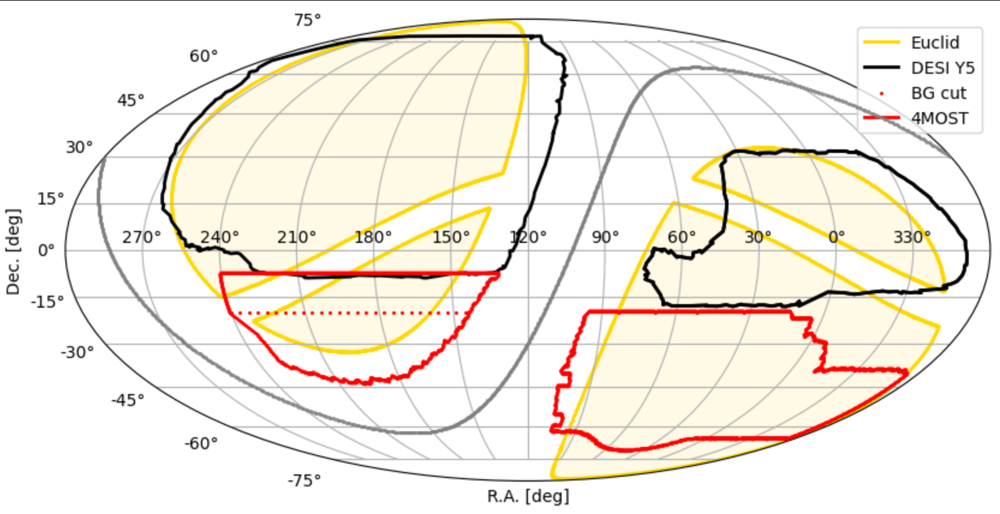 75°
60°
45°
30°
15°
0°
-15°
-30°
-45°
-60°
-75°
Dec. [deg]
270° 240° 210° 180° 150° 120° 90° 60° 30° 0° 330°
R.A. [deg]
Euclid
DESI Y5
BG cut
4MOST